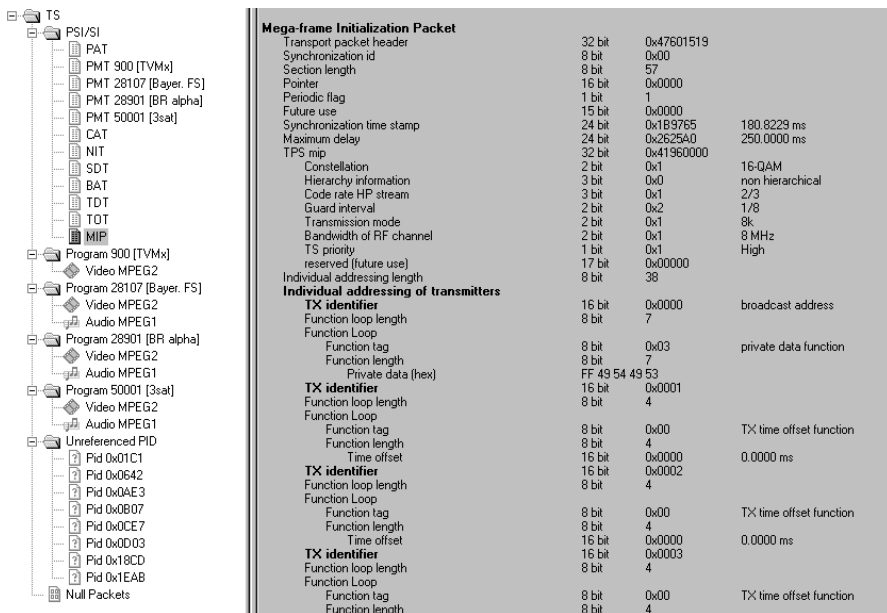 TS
PSI/SI
PAT
PMT 900 [TVMx]
PMT 28107 [Bayer. FS]
PMT 28901 [BR alpha]
PMT 50001 [3sat]
CAT
NIT
SDT
BAT
TDT
TOT
MIP
Program 900 [TVMx]
Video MPEG2
Program 28107 [Bayer. FS]
Video MPEG2
Audio MPEG1
Program 28901 [BR alpha]
Video MPEG2
Audio MPEG1
Program 50001 [3sat]
Video MPEG2
Audio MPEG1
Unreferenced PID
Pid 0x01C1
Pid 0x0642
Pid 0x0AE3
Pid 0x0B07
Pid 0x0CE7
Pid 0x0D03
Pid 0x18CD
Pid 0x1EAB
Null Packets
Mega-frame Initialization Packet
Transport packet header 32 bit 0x47601519
Synchronization id 8 bit 0x00
Section length 8 bit 57
Pointer 16 bit 0x0000
Periodic flag 1 bit 1
Future use 15 bit 0x0000
Synchronization time stamp 24 bit 0x1B9765 180.8229 ms
Maximum delay 24 bit 0x2625A0 250.0000 ms
TPS mip 32 bit 0x41960000
Constellation 2 bit 0x1 16-QAM
Hierarchy information 3 bit 0x0 non hierarchical
Code rate HP stream 3 bit 0x1 2/3
Guard interval 2 bit 0x2 1/8
Transmission mode 2 bit 0x1 8k
Bandwidth of RF channel 2 bit 0x1 8 MHz
TS priority 1 bit 0x1 High
reserved (future use) 17 bit 0x00000
Individual addressing length 8 bit 38
Individual addressing of transmitters
TX identifier 16 bit 0x0000 broadcast address
Function loop length 8 bit 7
Function Loop
Function tag 8 bit 0x03 private data function
Function length 8 bit 7
Private data (hex) FF 49 54 49 53
TX identifier 16 bit 0x0001
Function loop length 8 bit 4
Function Loop
Function tag 8 bit 0x00 TX time offset function
Function length 8 bit 4
Time offset 16 bit 0x0000 0.0000 ms
TX identifier 16 bit 0x0002
Function loop length 8 bit 4
Function Loop
Function tag 8 bit 0x00 TX time offset function
Function length 8 bit 4
Time offset 16 bit 0x0000 0.0000 ms
TX identifier 16 bit 0x0003
Function loop length 8 bit 4
Function Loop
Function tag 8 bit 0x00 TX time offset function
Function length 8 bit 4